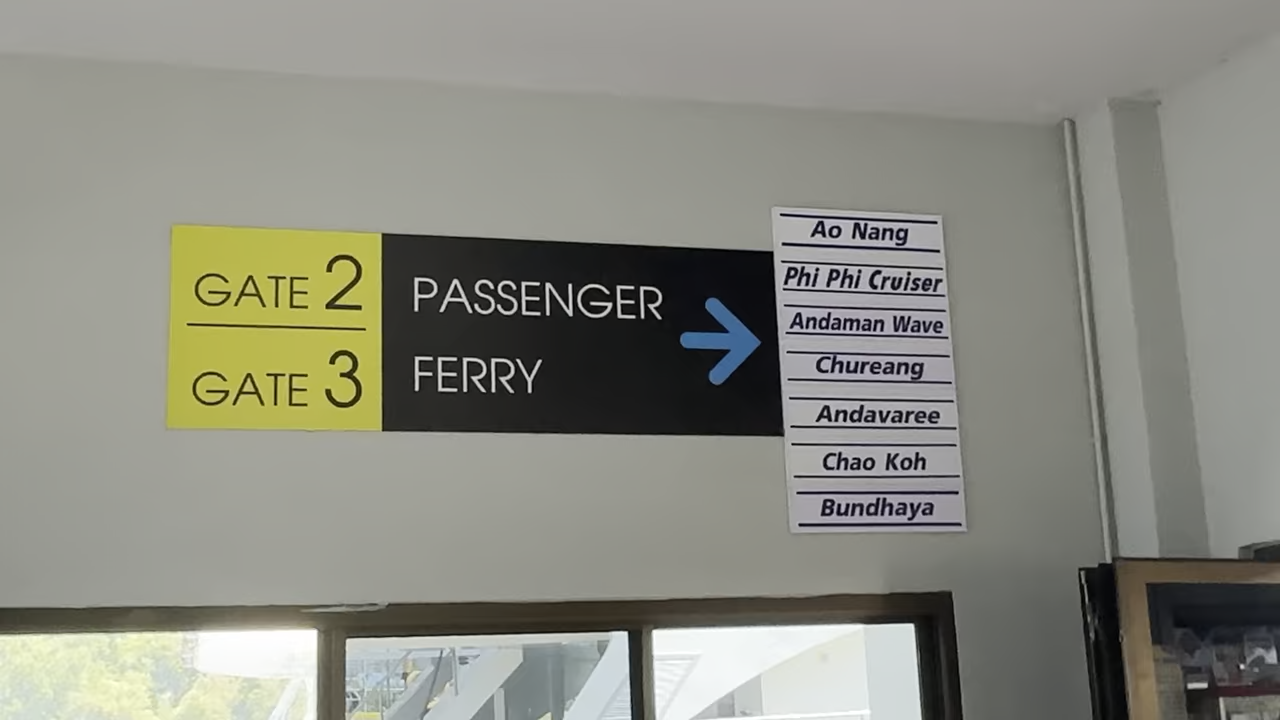 GATE 2
GATE 3
PASSENGER
FERRY
Ao Nang
Phi Phi Cruiser
Andaman Wave
Chureang
Andavaree
Chao Koh
Bundhaya